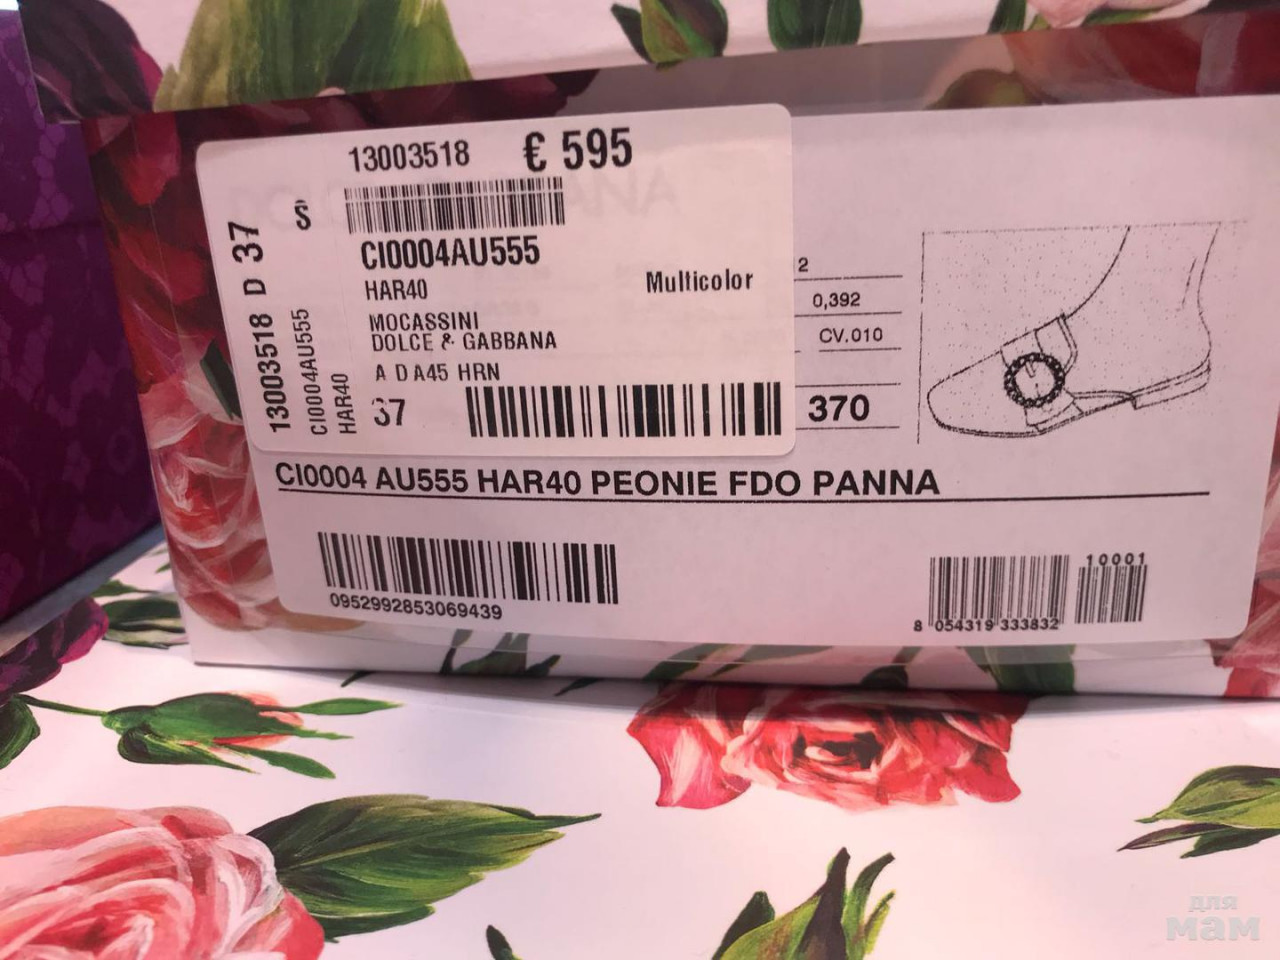 13003518 € 595
CI0004AU555
HAR40 Multicolor
MOCASSINI
DOLCE & GABBANA
A D A45 HRN
37
13003518 D 37
CI0004AU555 S
HAR40
2
0,392
CV.010
370
CI0004 AU555 HAR40 PEONIE FDO PANNA
0952992853069439
10001
8 054319 333832
для
мам